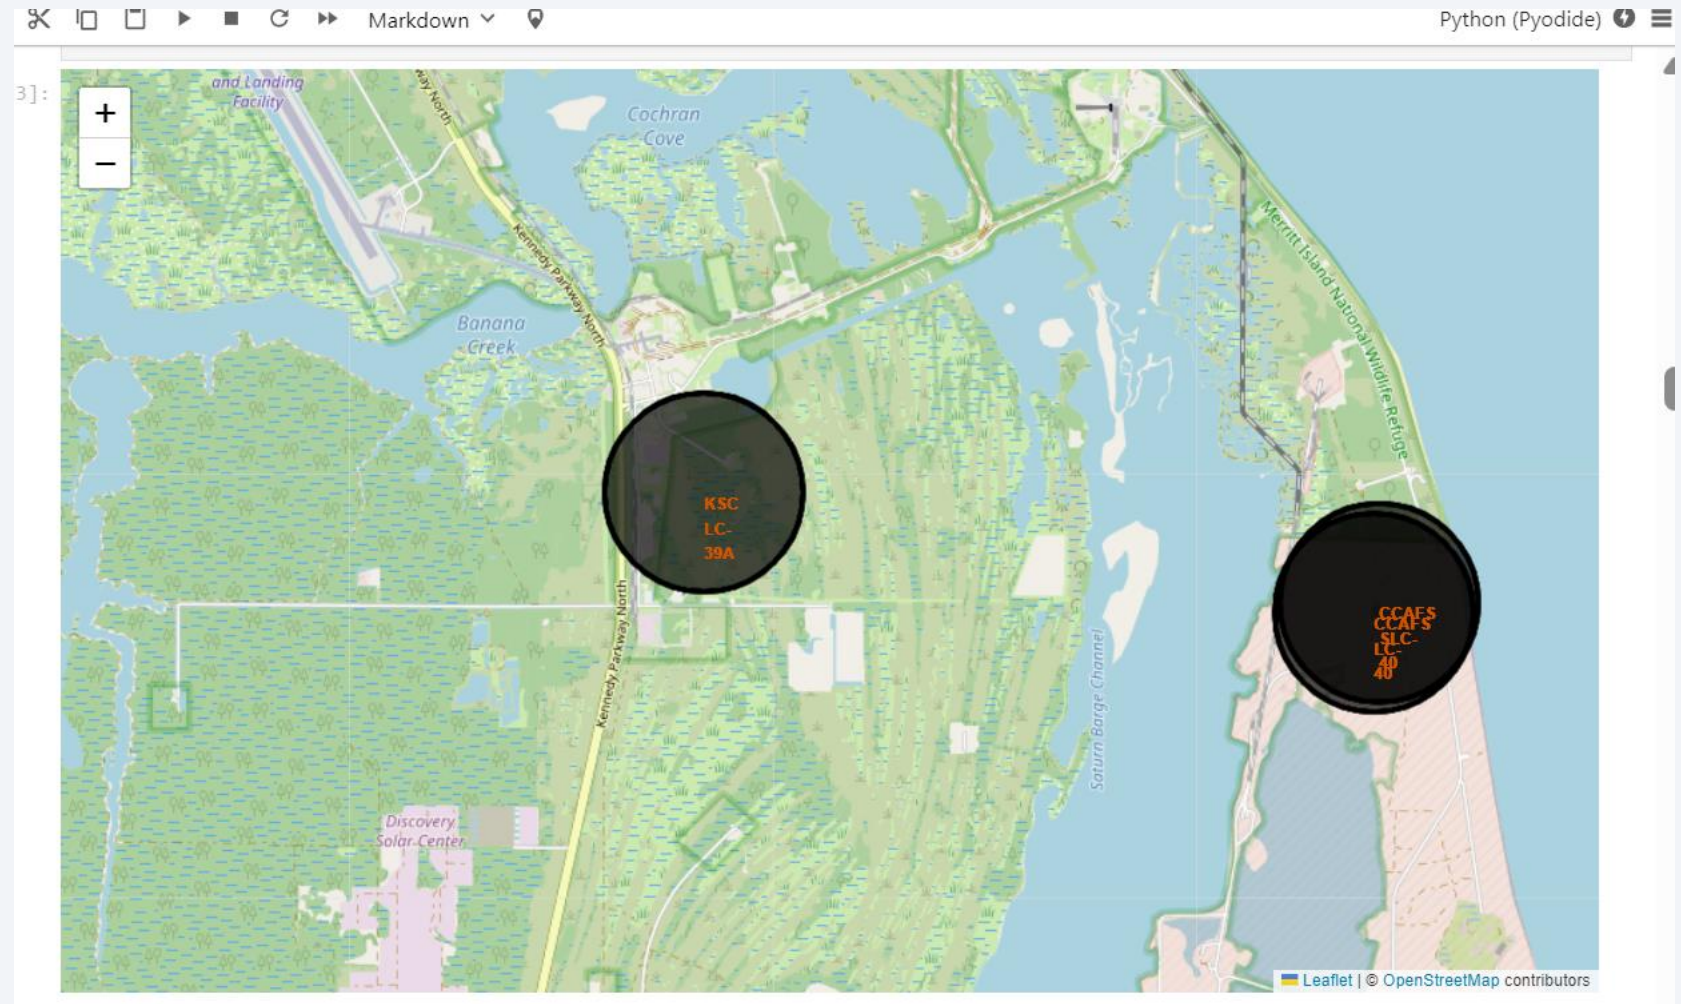 Markdown
Python (Pyodide)
3]:
+
−
and Landing
Facility
way North
Cochran
Cove
Kennedy Parkway North
Merritt Island National Wildlife Refuge
Banana
Creek
KSC
LC-
39A
CCAFS
SLC-
40
CCAFS
LC-
40
Kennedy Parkway North
Saturn Barge Channel
Discovery
Solar Center
Leaflet | © OpenStreetMap contributors